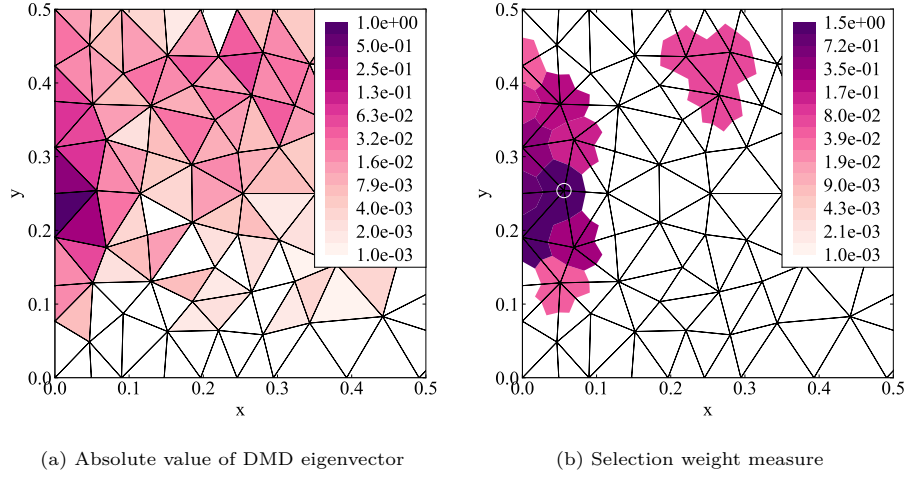 0.5
0.4
0.3
0.2
0.1
0.0
y
0.0 0.1 0.2 0.3 0.4 0.5
x
1.0e+00
5.0e-01
2.5e-01
1.3e-01
6.3e-02
3.2e-02
1.6e-02
7.9e-03
4.0e-03
2.0e-03
1.0e-03
0.5
0.4
0.3
0.2
0.1
0.0
y
0.0 0.1 0.2 0.3 0.4 0.5
x
1.5e+00
7.2e-01
3.5e-01
1.7e-01
8.0e-02
3.9e-02
1.9e-02
9.0e-03
4.3e-03
2.1e-03
1.0e-03
(a) Absolute value of DMD eigenvector
(b) Selection weight measure